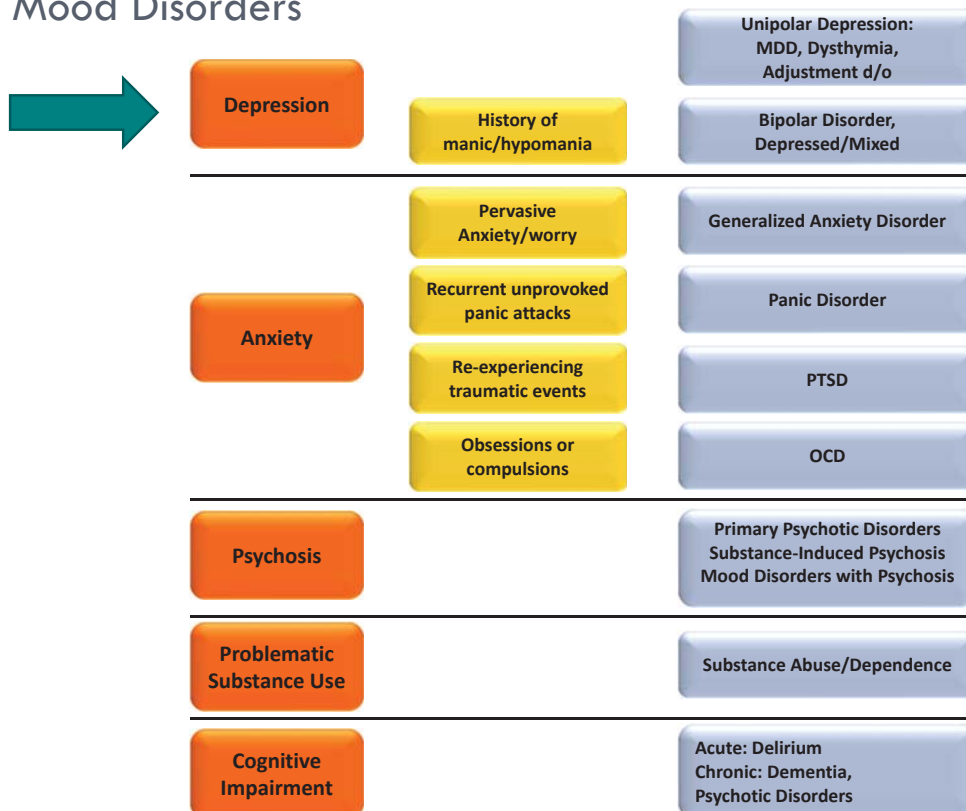 Mood Disorders
Unipolar Depression:
MDD, Dysthymia,
Adjustment d/o
Depression
History of
manic/hypomania
Bipolar Disorder,
Depressed/Mixed
Pervasive
Anxiety/worry
Generalized Anxiety Disorder
Recurrent unprovoked
panic attacks
Panic Disorder
Anxiety
Re-experiencing
traumatic events
PTSD
Obsessions or
compulsions
OCD
Psychosis
Primary Psychotic Disorders
Substance-Induced Psychosis
Mood Disorders with Psychosis
Problematic
Substance Use
Substance Abuse/Dependence
Cognitive
Impairment
Acute: Delirium
Chronic: Dementia,
Psychotic Disorders